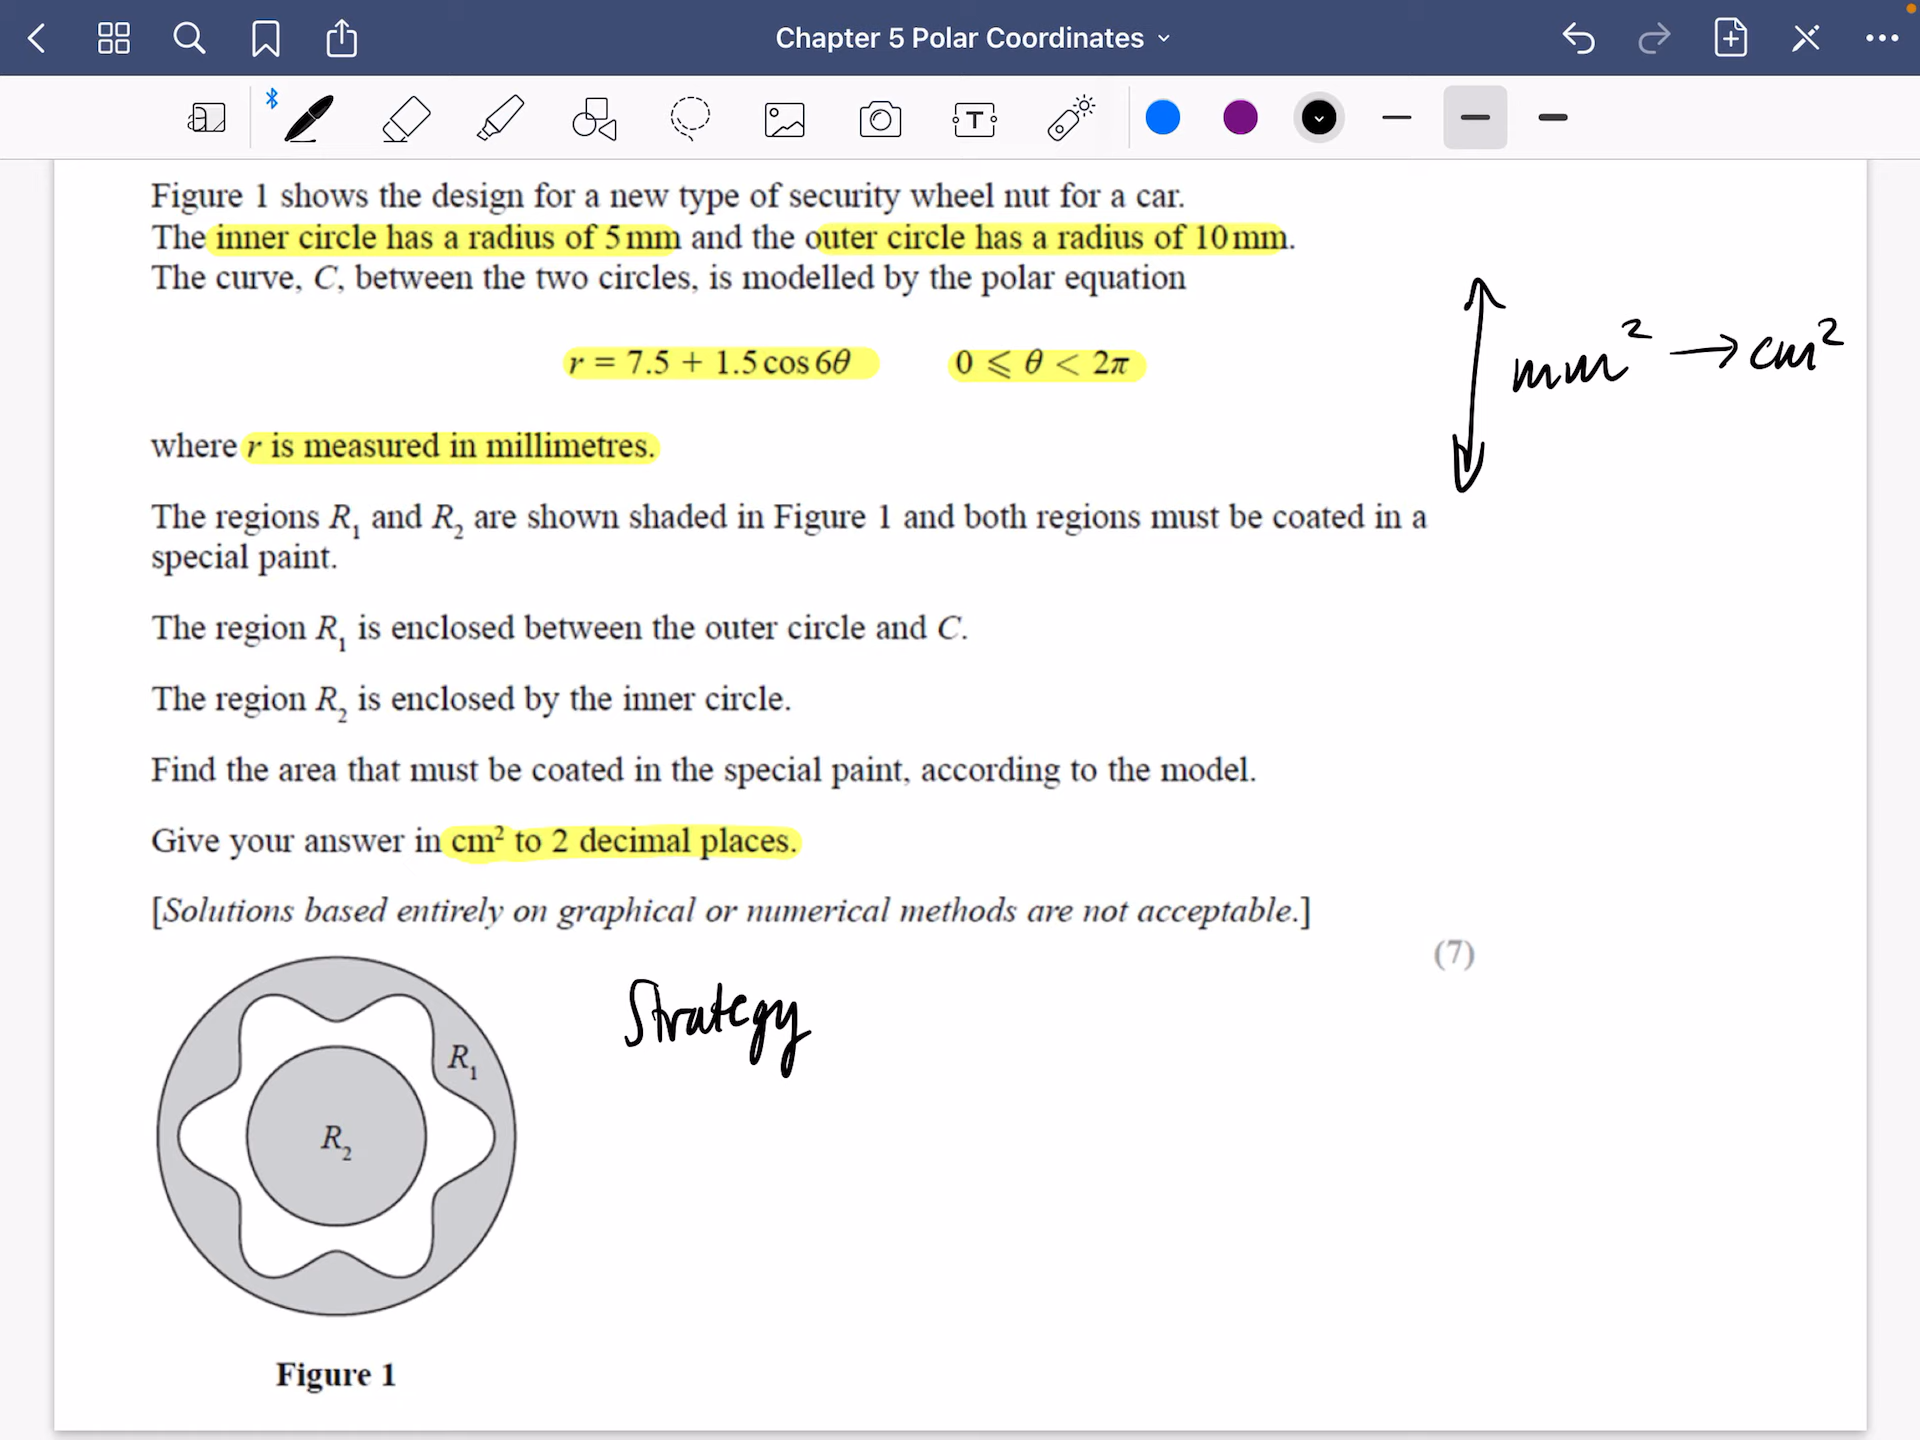 Chapter 5 Polar Coordinates
Figure 1 shows the design for a new type of security wheel nut for a car.
The inner circle has a radius of 5 mm and the outer circle has a radius of 10 mm.
The curve, C, between the two circles, is modelled by the polar equation
r = 7.5 + 1.5 cos 6θ 0 ⩽ θ < 2π
mm² → cm²
where r is measured in millimetres.
The regions R₁ and R₂ are shown shaded in Figure 1 and both regions must be coated in a
special paint.
The region R₁ is enclosed between the outer circle and C.
The region R₂ is enclosed by the inner circle.
Find the area that must be coated in the special paint, according to the model.
Give your answer in cm² to 2 decimal places.
[Solutions based entirely on graphical or numerical methods are not acceptable.]
(7)
Strategy
R₁
R₂
Figure 1